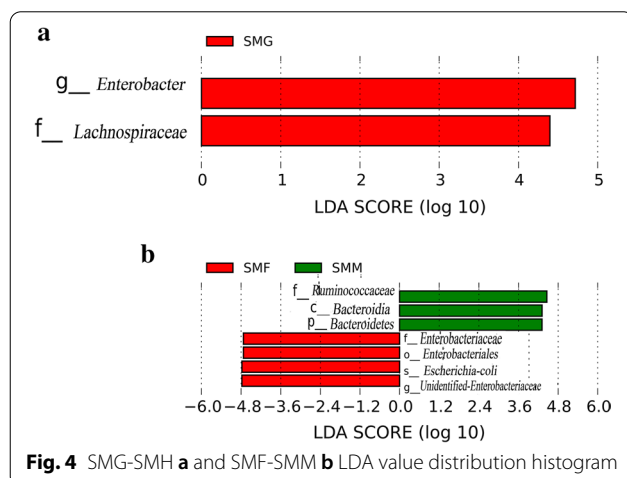 a
SMG
g__ Enterobacter
f__ Lachnospiraceae
0 1 2 3 4 5
LDA SCORE (log 10)
b
SMF SMM
f__ Ruminococcaceae
c__ Bacteroidia
p__ Bacteroidetes
f__ Enterobacteriaceae
o__ Enterobacteriales
s__ Escherichia-coli
g__ Unidentified-Enterobacteriaceae
−6.0 −4.8 −3.6 −2.4 −1.2 0.0 1.2 2.4 3.6 4.8 6.0
LDA SCORE (log 10)
Fig. 4 SMG-SMH a and SMF-SMM b LDA value distribution histogram